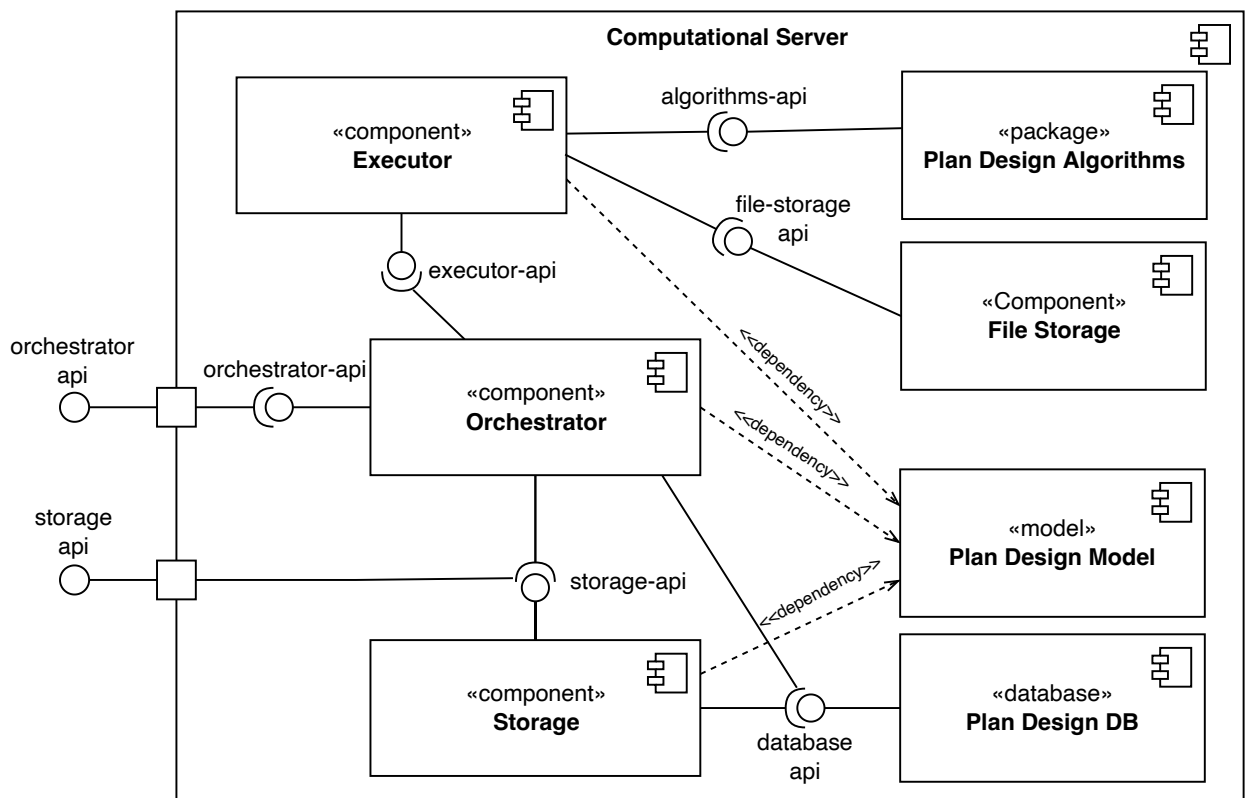 Computational Server
«component»
Executor
algorithms-api
«package»
Plan Design Algorithms
file-storage
api
executor-api
«Component»
File Storage
orchestrator
api
orchestrator-api
«component»
Orchestrator
<<dependency>>
<<dependency>>
storage
api
storage-api
«model»
Plan Design Model
<<dependency>>
«component»
Storage
«database»
Plan Design DB
database
api